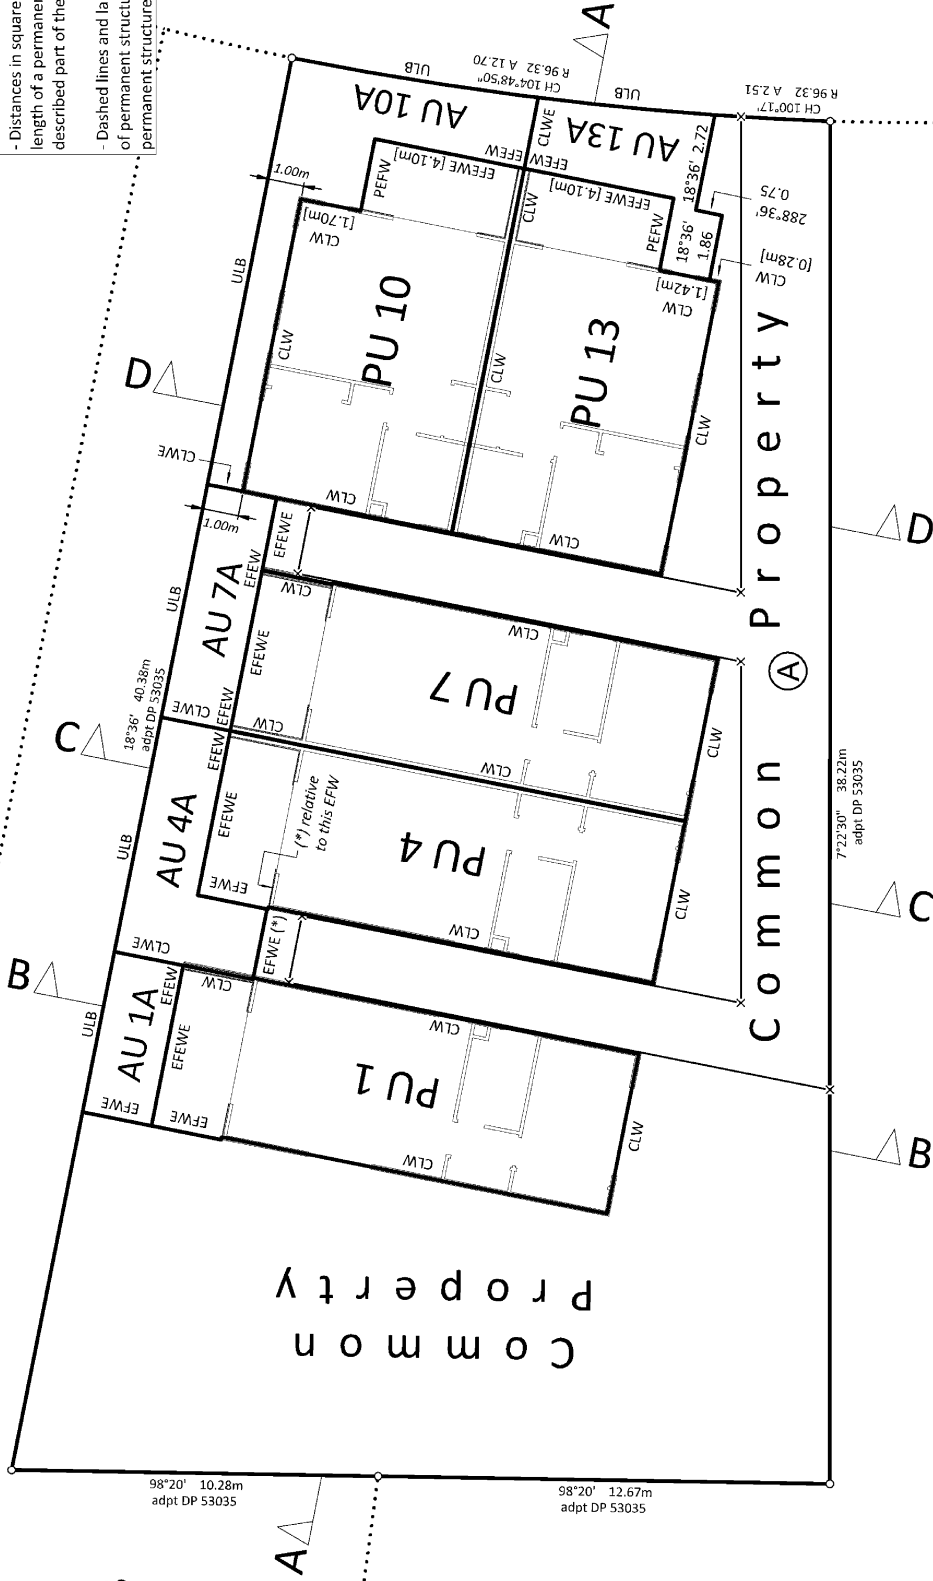 - Distances in square
length of a permanen
described part of the
- Dashed lines and la
of permanent structu
permanent structure
A
ULB
CH 104°48'50"
R 96.32 A 12.70
ULB
CH 100°17'
R 96.32 A 2.51
AU 10A
CLWE
AU 13A
EFEW
EFEW
1.00m
PEFW
EFEWE [4.10m]
EFEWE [4.10m]
PEFW
18°36' 2.72
18°36'
1.86
288°36'
0.75
[1.70m]
CLW
CLW
ULB
CLW
[0.28m]
CLW
[1.42m]
PU 10
PU 13
CLW
CLW
D
CLW
CLWE
CLW
CLW
1.00m
EFEWE
D
ULB
AU 7A
EFEW
CLW
EFEWE
CLW
PU 7
18°36' 40.38m
adpt DP 53035
CLWE
EFEW
CLW
CLW
CLW
C
EFEW
AU 4A
EFEWE
(*) relative
to this EFW
PU 4
ULB
EFWE
CLW
CLW
Common Property
A
7°22'30" 38.22m
adpt DP 53035
C
CLWE
EFWE (*)
B
ULB
AU 1A
EFEW
EFEWE
CLW
CLW
PU 1
EFWE
EFWE
CLW
CLW
B
Common
Property
98°20' 10.28m
adpt DP 53035
98°20' 12.67m
adpt DP 53035
A